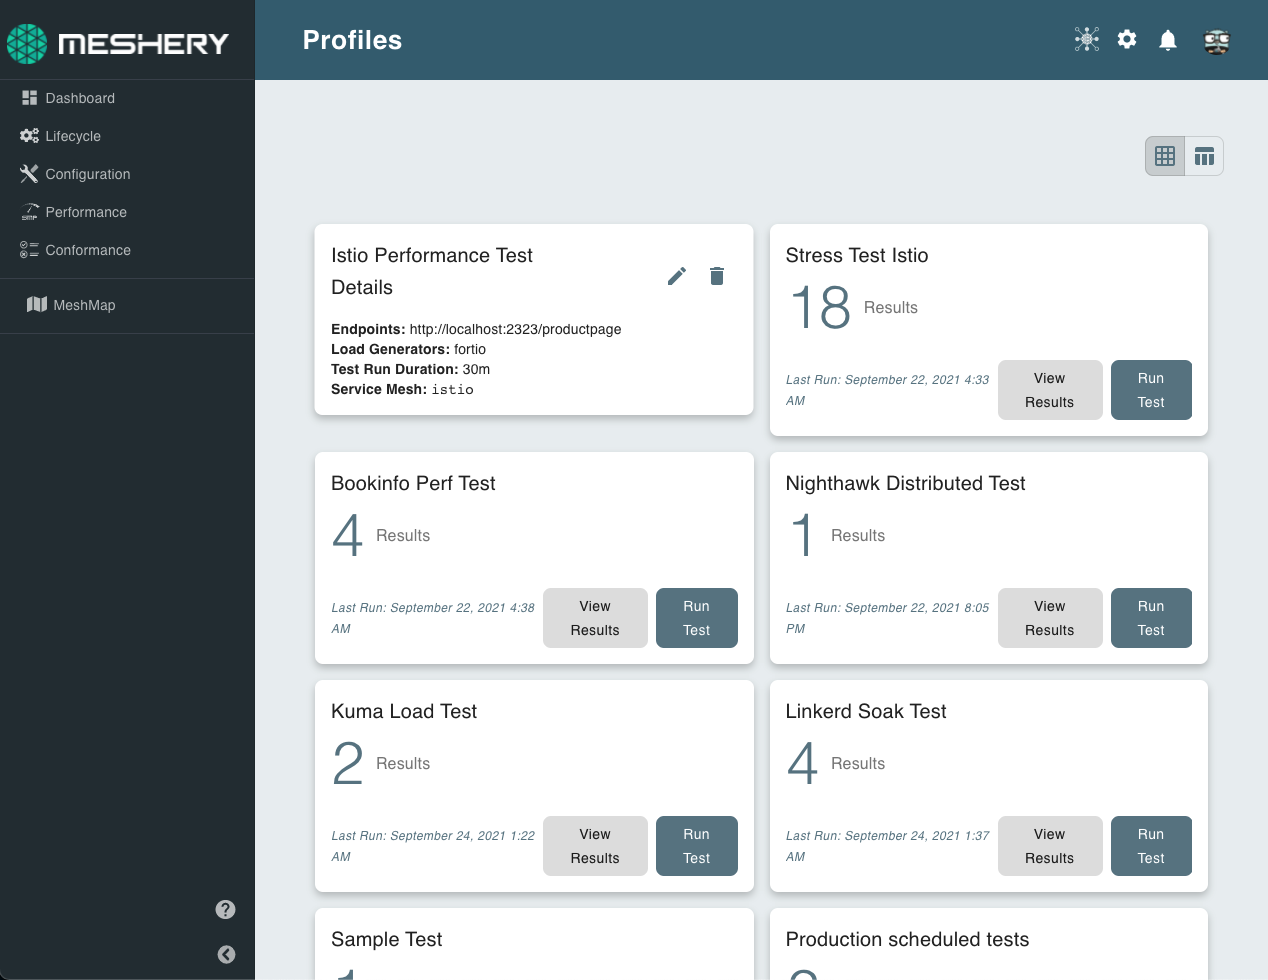 MESHERY
Profiles
Dashboard
Lifecycle
Configuration
Performance
Conformance
MeshMap
Istio Performance Test
Details
Endpoints: http://localhost:2323/productpage
Load Generators: fortio
Test Run Duration: 30m
Service Mesh: istio
Stress Test Istio
18 Results
Last Run: September 22, 2021 4:33
AM
View
Results
Run
Test
Bookinfo Perf Test
4 Results
Last Run: September 22, 2021 4:38
AM
View
Results
Run
Test
Nighthawk Distributed Test
1 Results
Last Run: September 22, 2021 8:05
PM
View
Results
Run
Test
Kuma Load Test
2 Results
Last Run: September 24, 2021 1:22
AM
View
Results
Run
Test
Linkerd Soak Test
4 Results
Last Run: September 24, 2021 1:37
AM
View
Results
Run
Test
Sample Test
Production scheduled tests